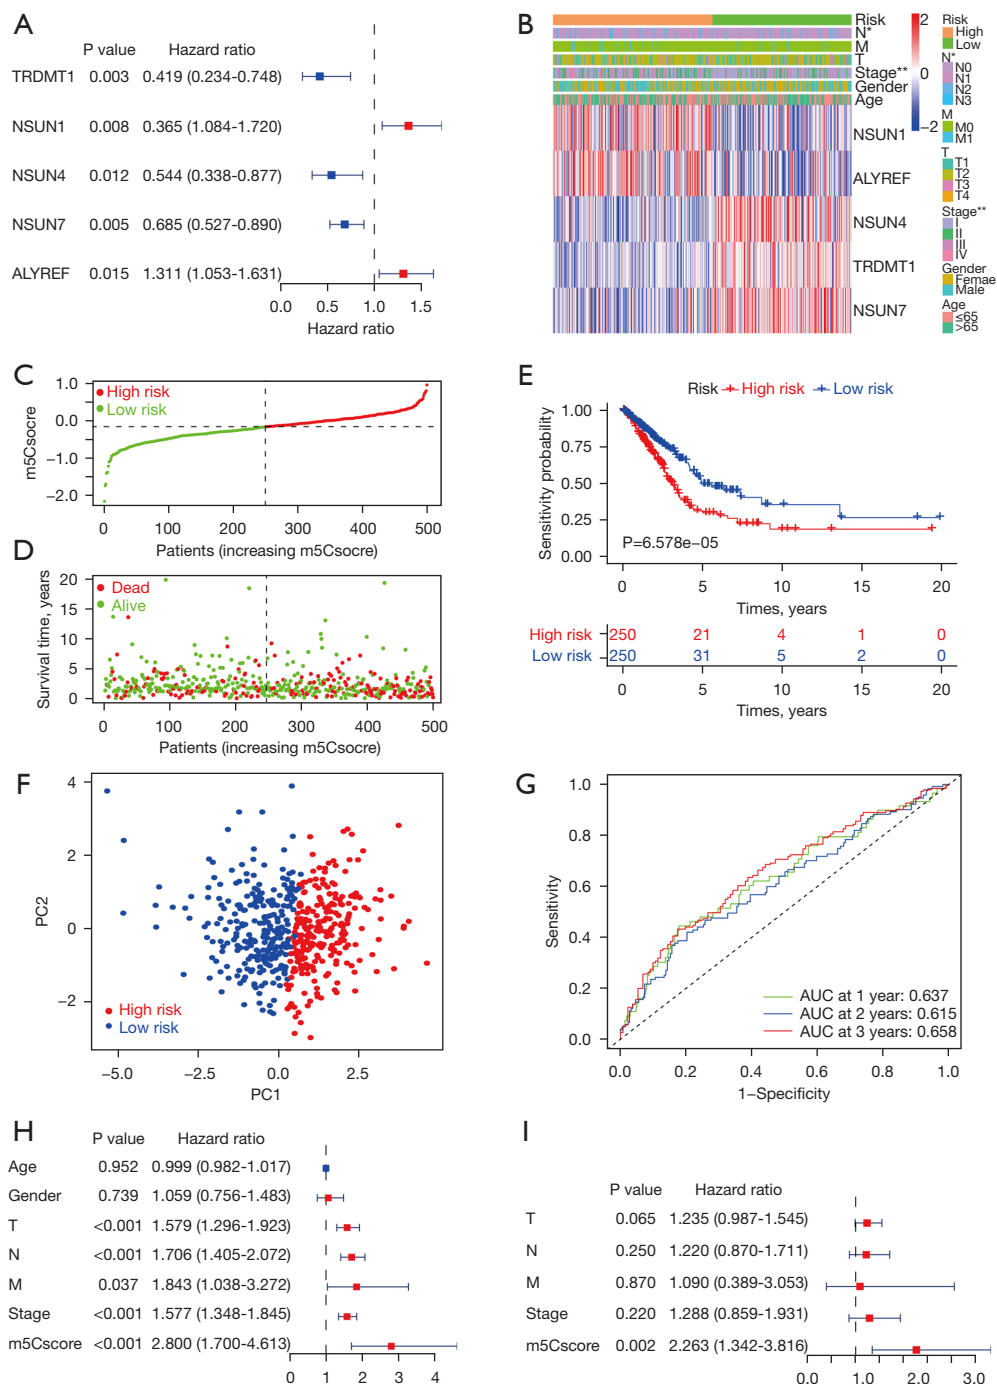 A
P value Hazard ratio
TRDMT1 0.003 0.419 (0.234-0.748)
NSUN1 0.008 0.365 (1.084-1.720)
NSUN4 0.012 0.544 (0.338-0.877)
NSUN7 0.005 0.685 (0.527-0.890)
ALYREF 0.015 1.311 (1.053-1.631)
0.0 0.5 1.0 1.5
Hazard ratio
B
Risk
N*
M
T
Stage**
Gender
Age
NSUN1
ALYREF
NSUN4
TRDMT1
NSUN7
2
0
−2
Risk
High
Low
N*
N0
N1
N2
N3
M
M0
M1
T
T1
T2
T3
T4
Stage**
I
II
III
IV
Gender
Femae
Male
Age
≤65
>65
C
High risk
Low risk
m5Csocre
1.0
0.0
−1.0
−2.0
0 100 200 300 400 500
Patients (increasing m5Csocre)
D
Dead
Alive
Survival time, years
20
15
10
5
0
0 100 200 300 400 500
Patients (increasing m5Csocre)
E
Risk High risk Low risk
Sensitivity probability
1.00
0.75
0.50
0.25
0.00
P=6.578e−05
0 5 10 15 20
Times, years
High risk 250 21 4 1 0
Low risk 250 31 5 2 0
0 5 10 15 20
Times, years
F
PC2
4
2
0
−2
High risk
Low risk
−5.0 −2.5 0.0 2.5
PC1
G
Sensitivity
1.0
0.8
0.6
0.4
0.2
0.0
AUC at 1 year: 0.637
AUC at 2 years: 0.615
AUC at 3 years: 0.658
0.0 0.2 0.4 0.6 0.8 1.0
1−Specificity
H
P value Hazard ratio
Age 0.952 0.999 (0.982-1.017)
Gender 0.739 1.059 (0.756-1.483)
T <0.001 1.579 (1.296-1.923)
N <0.001 1.706 (1.405-2.072)
M 0.037 1.843 (1.038-3.272)
Stage <0.001 1.577 (1.348-1.845)
m5Cscore <0.001 2.800 (1.700-4.613)
0 1 2 3 4
I
P value Hazard ratio
T 0.065 1.235 (0.987-1.545)
N 0.250 1.220 (0.870-1.711)
M 0.870 1.090 (0.389-3.053)
Stage 0.220 1.288 (0.859-1.931)
m5Cscore 0.002 2.263 (1.342-3.816)
0.0 1.0 2.0 3.0